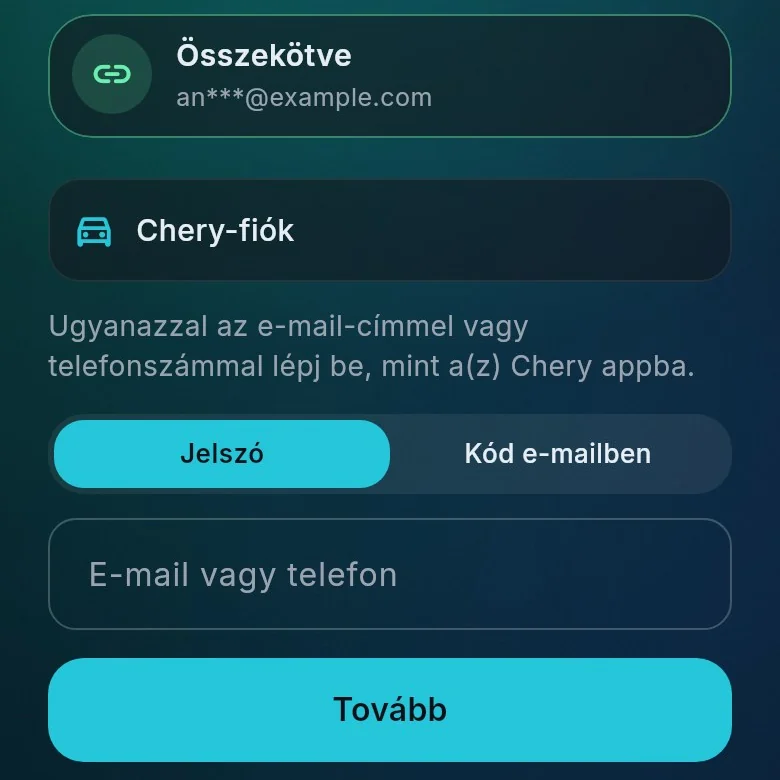 Összekötve
an***@example.com
Chery-fiók
Ugyanazzal az e-mail-címmel vagy
telefonszámmal lépj be, mint a(z) Chery appba.
Jelszó
Kód e-mailben
E-mail vagy telefon
Tovább